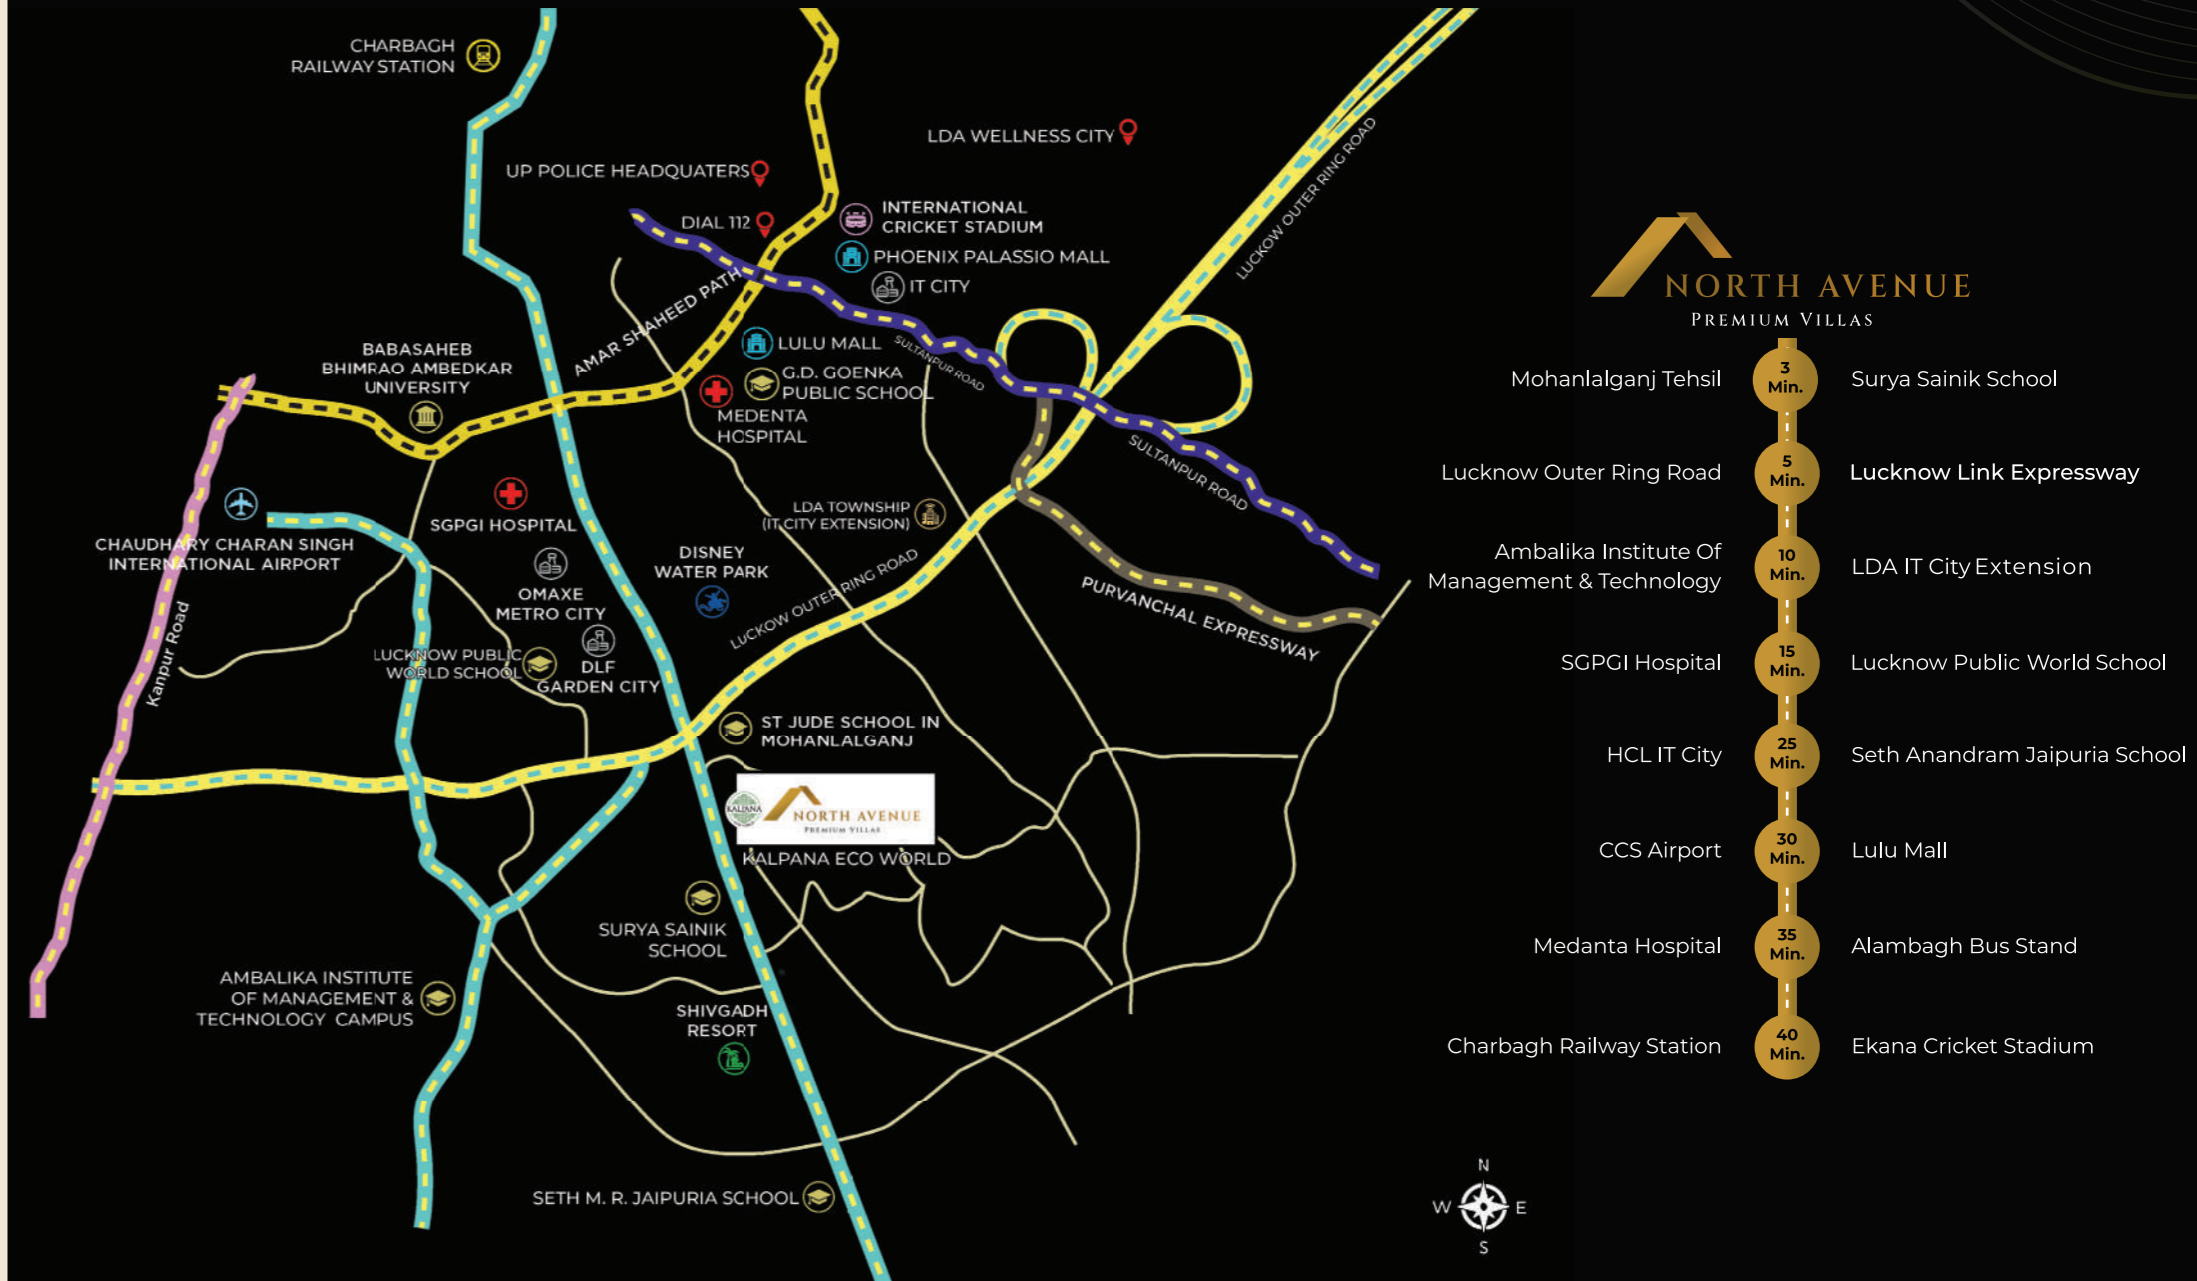 CHARBAGH
RAILWAY STATION
LDA WELLNESS CITY
UP POLICE HEADQUATERS
DIAL 112
INTERNATIONAL
CRICKET STADIUM
PHOENIX PALASSIO MALL
IT CITY
LUCKOW OUTER RING ROAD
AMAR SHAHEED PATH
LULU MALL
SULTANPUR ROAD
G.D. GOENKA
PUBLIC SCHOOL
MEDENTA
HOSPITAL
BABASAHEB
BHIMRAO AMBEDKAR
UNIVERSITY
SULTANPUR ROAD
SGPGI HOSPITAL
LDA TOWNSHIP
(IT CITY EXTENSION)
CHAUDHARY CHARAN SINGH
INTERNATIONAL AIRPORT
DISNEY
WATER PARK
OMAXE
METRO CITY
LUCKOW OUTER RING ROAD
PURVANCHAL EXPRESSWAY
Kanpur Road
LUCKNOW PUBLIC
WORLD SCHOOL
DLF
GARDEN CITY
ST JUDE SCHOOL IN
MOHANLALGANJ
KALPANA
NORTH AVENUE
PREMIUM VILLAS
KALPANA ECO WORLD
SURYA SAINIK
SCHOOL
AMBALIKA INSTITUTE
OF MANAGEMENT &
TECHNOLOGY CAMPUS
SHIVGADH
RESORT
SETH M. R. JAIPURIA SCHOOL
N
W E
S
NORTH AVENUE
PREMIUM VILLAS
Mohanlalganj Tehsil 3 Min. Surya Sainik School
Lucknow Outer Ring Road 5 Min. Lucknow Link Expressway
Ambalika Institute Of
Management & Technology 10 Min. LDA IT City Extension
SGPGI Hospital 15 Min. Lucknow Public World School
HCL IT City 25 Min. Seth Anandram Jaipuria School
CCS Airport 30 Min. Lulu Mall
Medanta Hospital 35 Min. Alambagh Bus Stand
Charbagh Railway Station 40 Min. Ekana Cricket Stadium